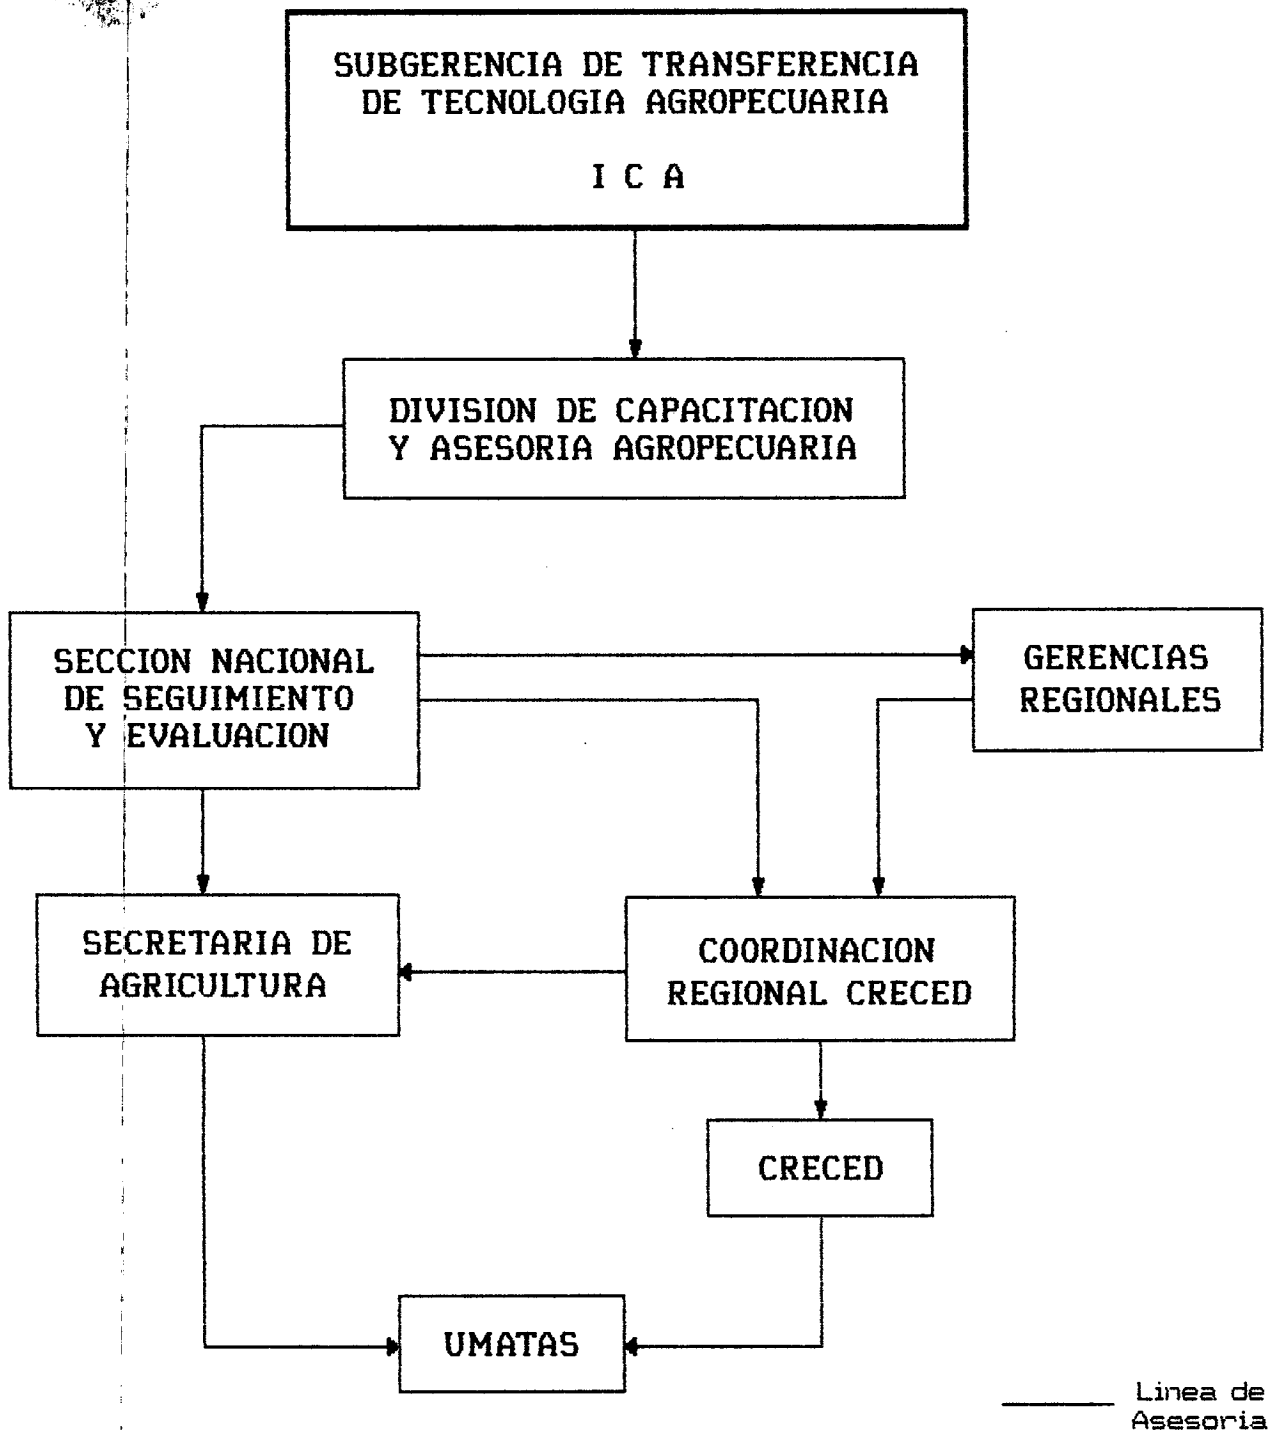 SUBGERENCIA DE TRANSFERENCIA
DE TECNOLOGIA AGROPECUARIA
I C A
DIVISION DE CAPACITACION
Y ASESORIA AGROPECUARIA
SECCION NACIONAL
DE SEGUIMIENTO
Y EVALUACION
GERENCIAS
REGIONALES
SECRETARIA DE
AGRICULTURA
COORDINACION
REGIONAL CRECED
CRECED
UMATAS
Linea de
Asesoria